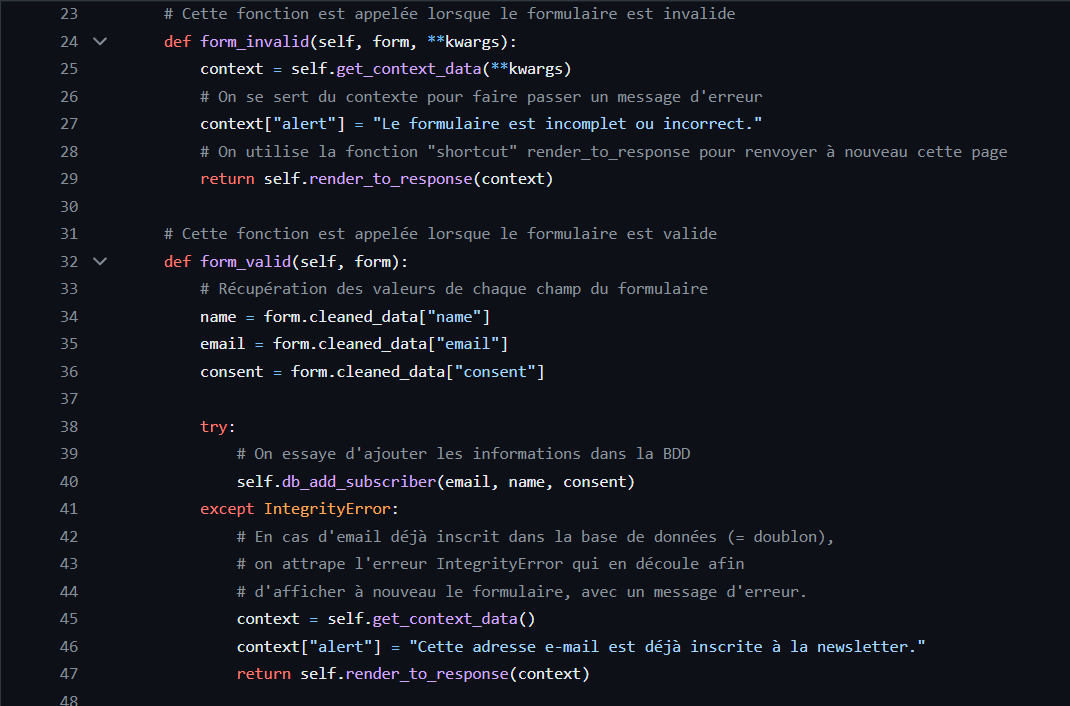 23 # Cette fonction est appelée lorsque le formulaire est invalide
24 def form_invalid(self, form, **kwargs):
25 context = self.get_context_data(**kwargs)
26 # On se sert du contexte pour faire passer un message d'erreur
27 context["alert"] = "Le formulaire est incomplet ou incorrect."
28 # On utilise la fonction "shortcut" render_to_response pour renvoyer à nouveau cette page
29 return self.render_to_response(context)
30
31 # Cette fonction est appelée lorsque le formulaire est valide
32 def form_valid(self, form):
33 # Récupération des valeurs de chaque champ du formulaire
34 name = form.cleaned_data["name"]
35 email = form.cleaned_data["email"]
36 consent = form.cleaned_data["consent"]
37
38 try:
39 # On essaye d'ajouter les informations dans la BDD
40 self.db_add_subscriber(email, name, consent)
41 except IntegrityError:
42 # En cas d'email déjà inscrit dans la base de données (= doublon),
43 # on attrape l'erreur IntegrityError qui en découle afin
44 # d'afficher à nouveau le formulaire, avec un message d'erreur.
45 context = self.get_context_data()
46 context["alert"] = "Cette adresse e-mail est déjà inscrite à la newsletter."
47 return self.render_to_response(context)
48